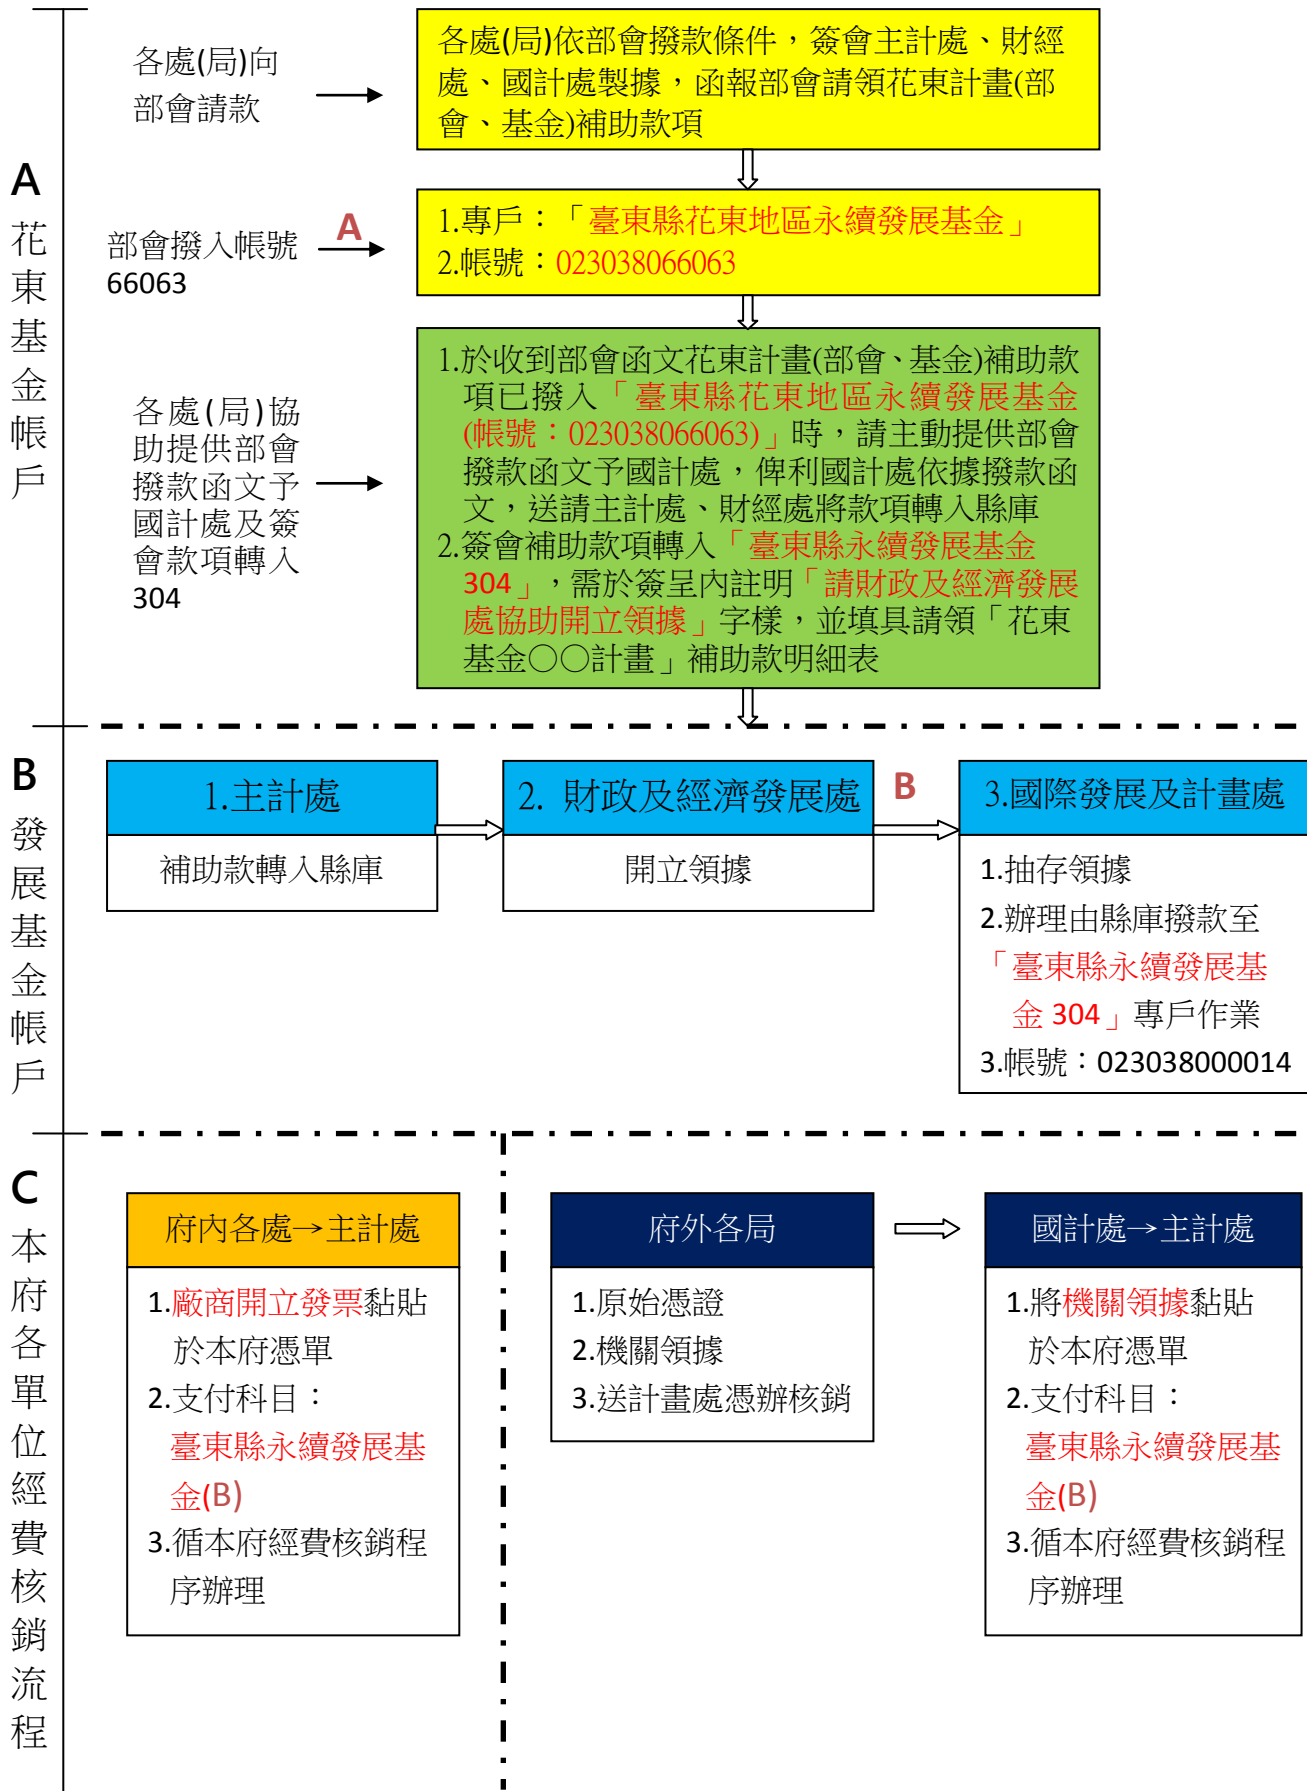 A
花
東
基
金
帳
戶
各處(局)向
部會請款
各處(局)依部會撥款條件，簽會主計處、財經
處、國計處製據，函報部會請領花東計畫(部
會、基金)補助款項
部會撥入帳號
66063
A
1.專戶：「臺東縣花東地區永續發展基金」
2.帳號：023038066063
各處(局)協
助提供部會
撥款函文予
國計處及簽
會款項轉入
304
1.於收到部會函文花東計畫(部會、基金)補助款
項已撥入「臺東縣花東地區永續發展基金
(帳號：023038066063)」時，請主動提供部會
撥款函文予國計處，俾利國計處依據撥款函
文，送請主計處、財經處將款項轉入縣庫
2.簽會補助款項轉入「臺東縣永續發展基金
304」，需於簽呈內註明「請財政及經濟發展
處協助開立領據」字樣，並填具請領「花東
基金○○計畫」補助款明細表
B
發
展
基
金
帳
戶
1.主計處
補助款轉入縣庫
2. 財政及經濟發展處
開立領據
B
3.國際發展及計畫處
1.抽存領據
2.辦理由縣庫撥款至
「臺東縣永續發展基
金 304」專戶作業
3.帳號：023038000014
C
本
府
各
單
位
經
費
核
銷
流
程
府內各處→主計處
1.廠商開立發票黏貼
於本府憑單
2.支付科目：
臺東縣永續發展基
金(B)
3.循本府經費核銷程
序辦理
府外各局
1.原始憑證
2.機關領據
3.送計畫處憑辦核銷
國計處→主計處
1.將機關領據黏貼
於本府憑單
2.支付科目：
臺東縣永續發展基
金(B)
3.循本府經費核銷程
序辦理